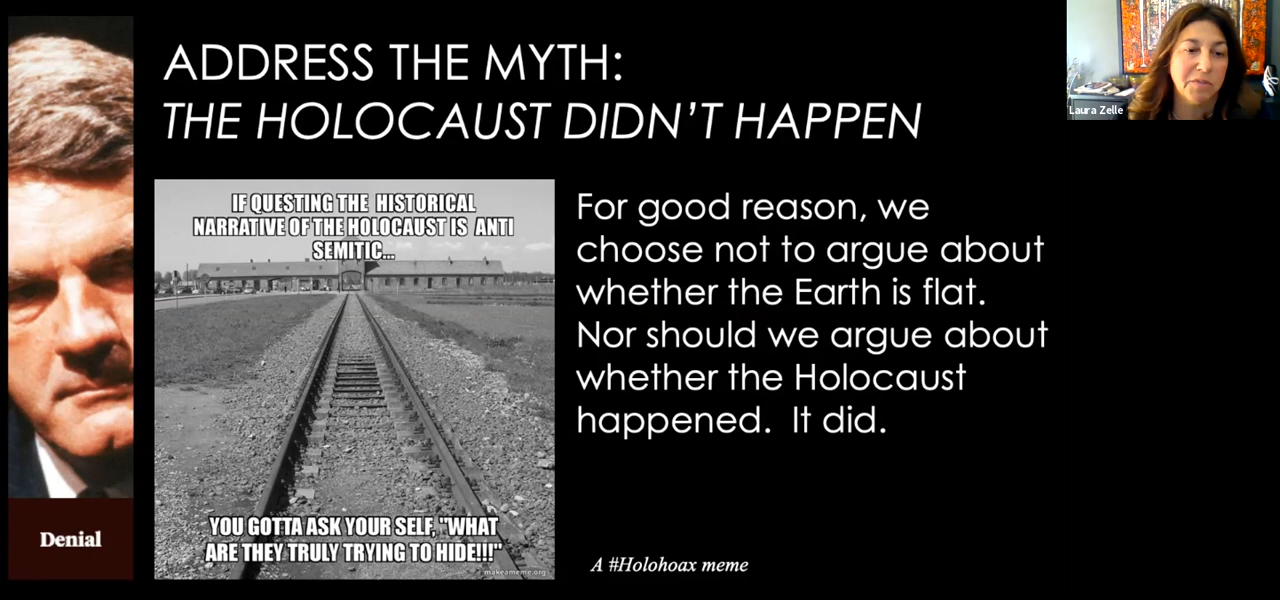 ADDRESS THE MYTH:
THE HOLOCAUST DIDN'T HAPPEN
Laura Zelle
IF QUESTING THE HISTORICAL
NARRATIVE OF THE HOLOCAUST IS ANTI
SEMITIC...
YOU GOTTA ASK YOUR SELF, "WHAT
ARE THEY TRULY TRYING TO HIDE!!!"
makeameme.org
For good reason, we
choose not to argue about
whether the Earth is flat.
Nor should we argue about
whether the Holocaust
happened. It did.
A #Holohoax meme
Denial